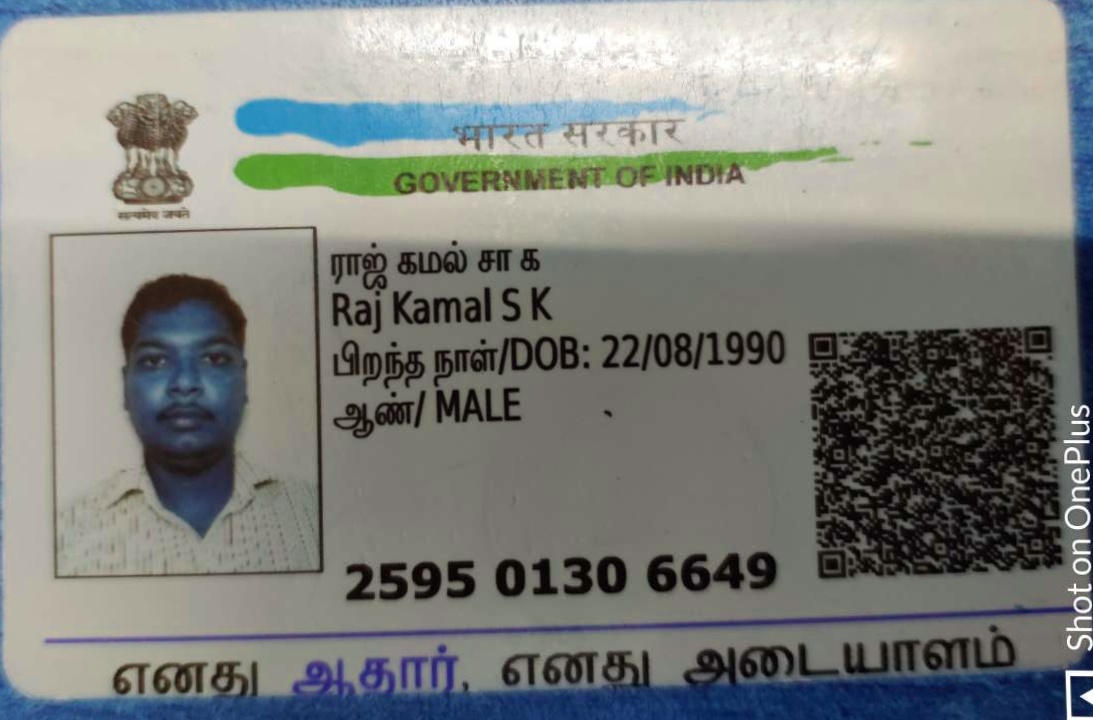 भारत सरकार
GOVERNMENT OF INDIA
सत्यमेव जयते
ராஜ் கமல் சா க
Raj Kamal S K
பிறந்த நாள்/DOB: 22/08/1990
ஆண்/ MALE
2595 0130 6649
எனது ஆதார், எனது அடையாளம்
Shot on OnePlus